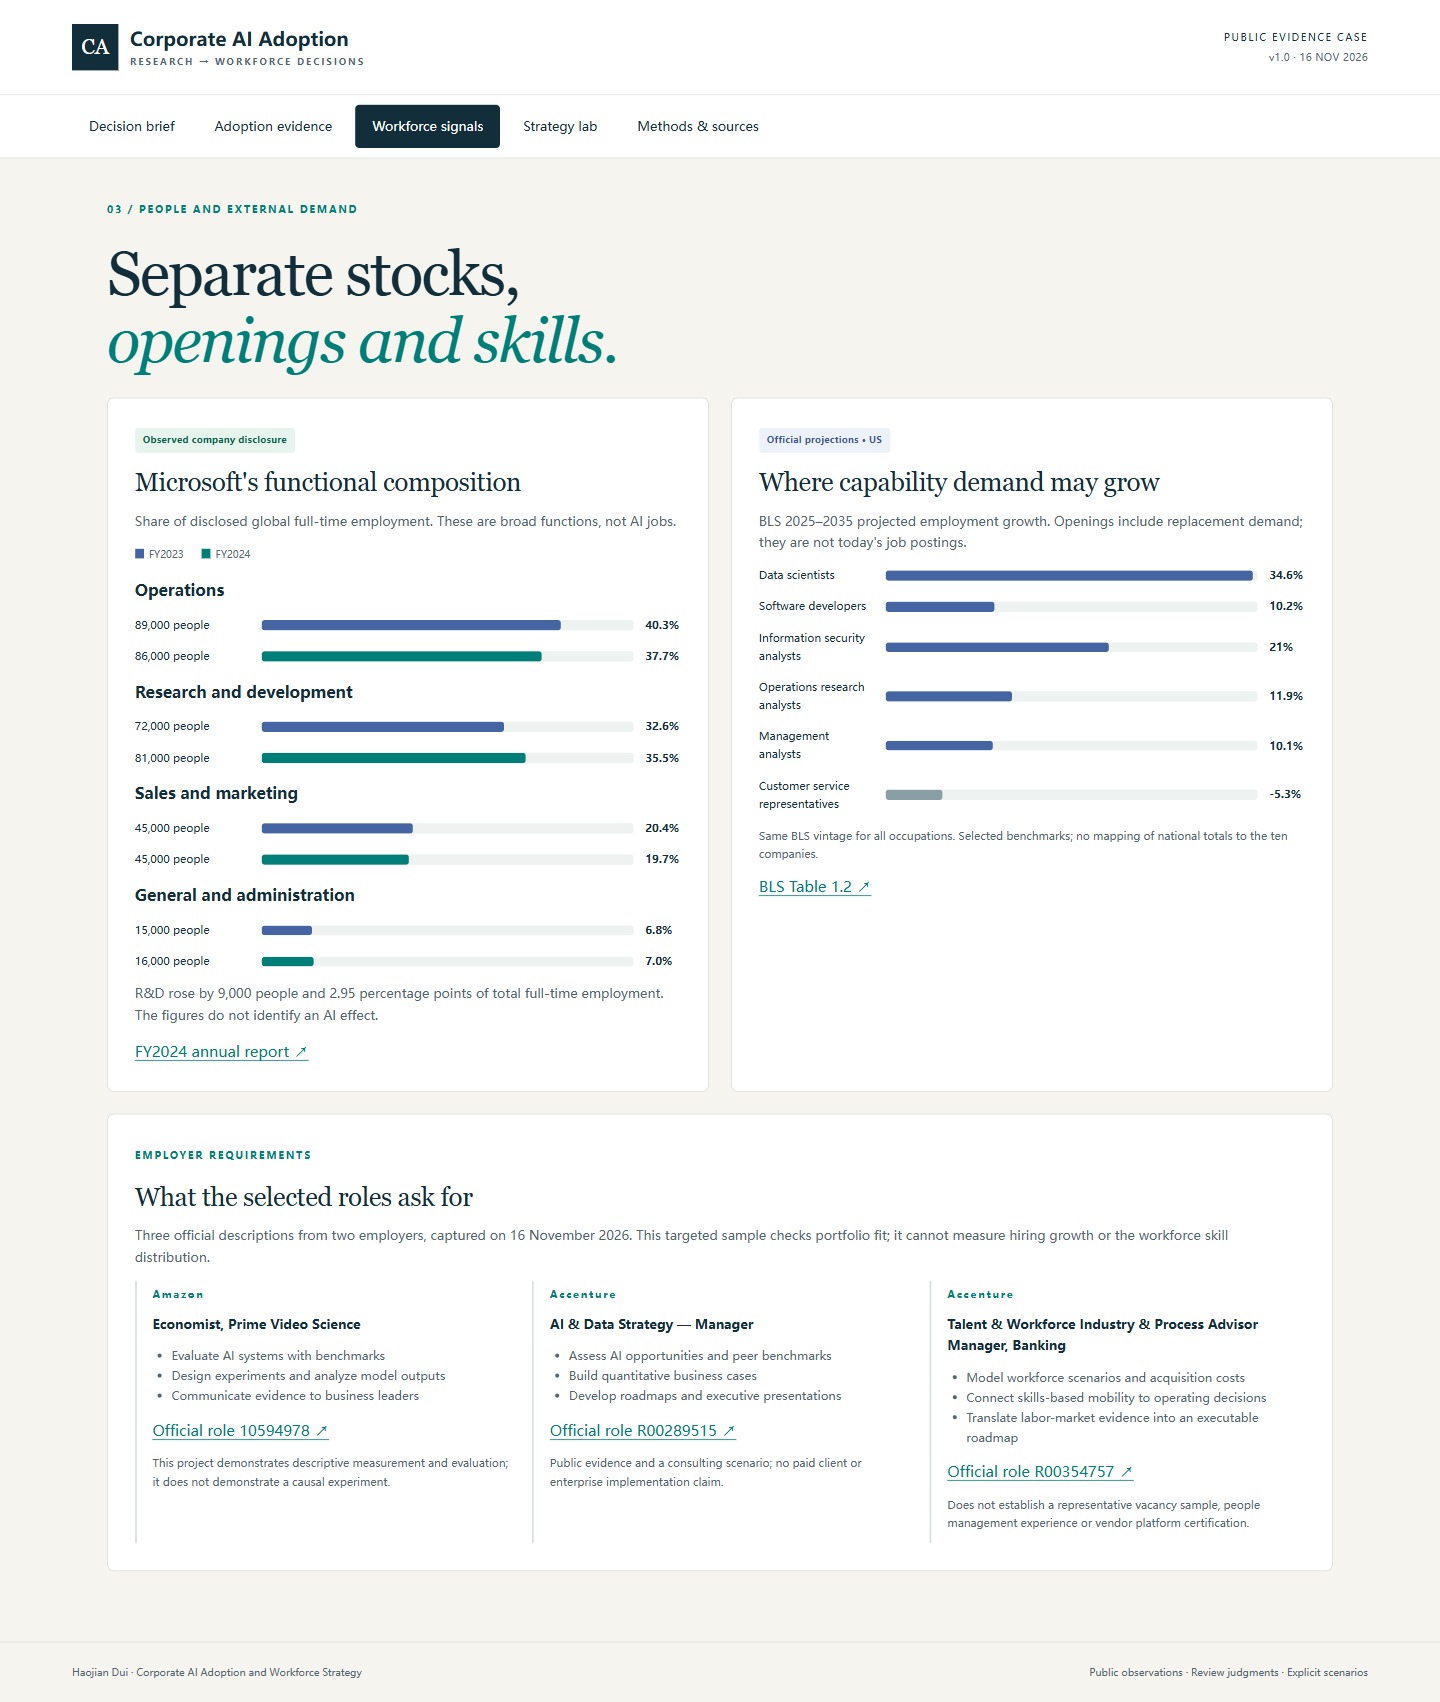 CA
Corporate AI Adoption
RESEARCH → WORKFORCE DECISIONS
PUBLIC EVIDENCE CASE
v1.0 · 16 NOV 2026
Decision brief
Adoption evidence
Workforce signals
Strategy lab
Methods & sources
03 / PEOPLE AND EXTERNAL DEMAND
Separate stocks,
openings and skills.
Observed company disclosure
Microsoft's functional composition
Share of disclosed global full-time employment. These are broad functions, not AI jobs.
FY2023
FY2024
Operations
89,000 people 40.3%
86,000 people 37.7%
Research and development
72,000 people 32.6%
81,000 people 35.5%
Sales and marketing
45,000 people 20.4%
45,000 people 19.7%
General and administration
15,000 people 6.8%
16,000 people 7.0%
R&D rose by 9,000 people and 2.95 percentage points of total full-time employment.
The figures do not identify an AI effect.
FY2024 annual report ↗
Official projections • US
Where capability demand may grow
BLS 2025–2035 projected employment growth. Openings include replacement demand;
they are not today's job postings.
Data scientists 34.6%
Software developers 10.2%
Information security
analysts 21%
Operations research
analysts 11.9%
Management
analysts 10.1%
Customer service
representatives -5.3%
Same BLS vintage for all occupations. Selected benchmarks; no mapping of national totals to the ten
companies.
BLS Table 1.2 ↗
EMPLOYER REQUIREMENTS
What the selected roles ask for
Three official descriptions from two employers, captured on 16 November 2026. This targeted sample checks portfolio fit; it cannot measure hiring growth or the workforce skill
distribution.
Amazon
Economist, Prime Video Science
• Evaluate AI systems with benchmarks
• Design experiments and analyze model outputs
• Communicate evidence to business leaders
Official role 10594978 ↗
This project demonstrates descriptive measurement and evaluation;
it does not demonstrate a causal experiment.
Accenture
AI & Data Strategy — Manager
• Assess AI opportunities and peer benchmarks
• Build quantitative business cases
• Develop roadmaps and executive presentations
Official role R00289515 ↗
Public evidence and a consulting scenario; no paid client or
enterprise implementation claim.
Accenture
Talent & Workforce Industry & Process Advisor
Manager, Banking
• Model workforce scenarios and acquisition costs
• Connect skills-based mobility to operating decisions
• Translate labor-market evidence into an executable
roadmap
Official role R00354757 ↗
Does not establish a representative vacancy sample, people
management experience or vendor platform certification.
Haojian Dui · Corporate AI Adoption and Workforce Strategy
Public observations · Review judgments · Explicit scenarios